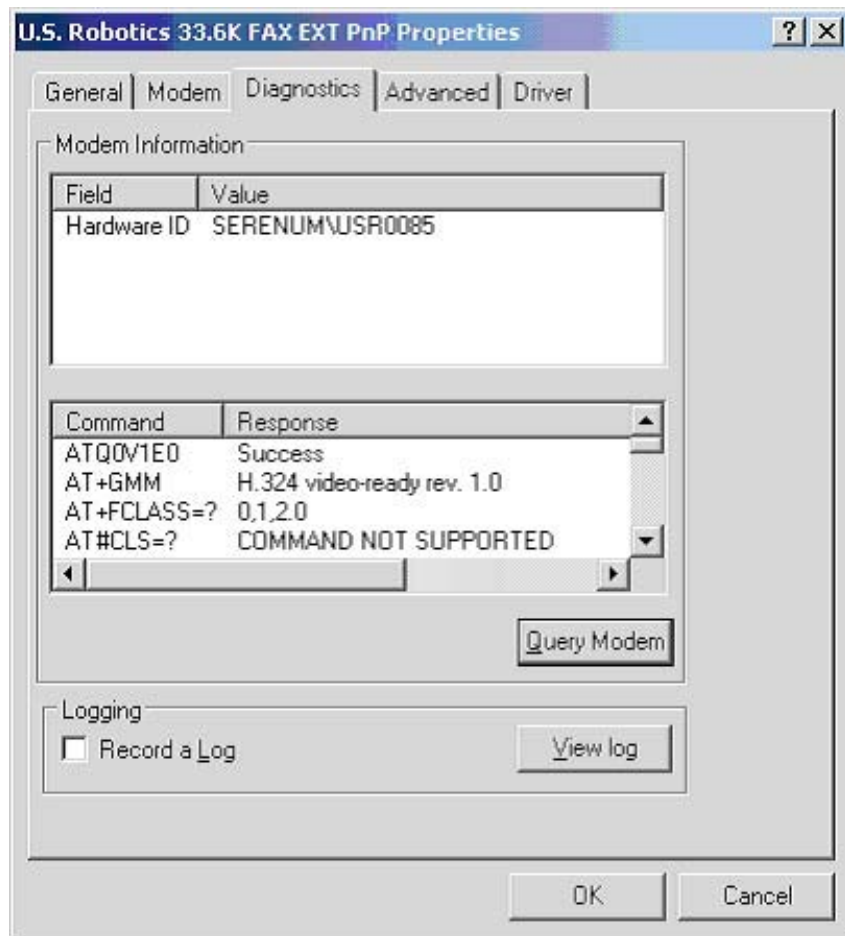 U.S. Robotics 33.6K FAX EXT PnP Properties
General Modem Diagnostics Advanced Driver
Modem Information
Field Value
Hardware ID SERENUM\USR0085
Command Response
ATQ0V1E0 Success
AT+GMM H.324 video-ready rev. 1.0
AT+FCLASS=? 0,1,2.0
AT#CLS=? COMMAND NOT SUPPORTED
Query Modem
Logging
Record a Log
View log
OK Cancel